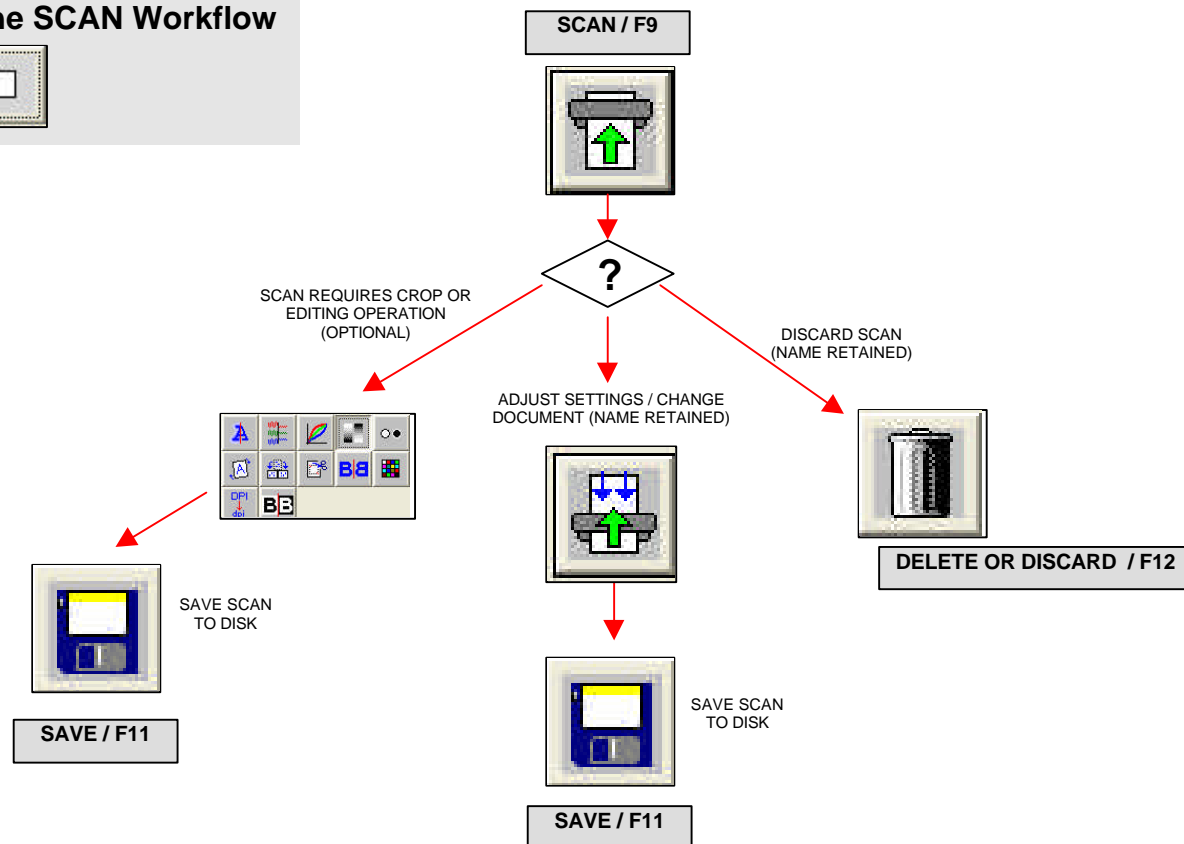 ne SCAN Workflow
SCAN / F9
?
SCAN REQUIRES CROP OR
EDITING OPERATION
(OPTIONAL)
DISCARD SCAN
(NAME RETAINED)
ADJUST SETTINGS / CHANGE
DOCUMENT (NAME RETAINED)
A
A
B B
DPI
dpi
B B
DELETE OR DISCARD / F12
SAVE SCAN
TO DISK
SAVE / F11
SAVE SCAN
TO DISK
SAVE / F11